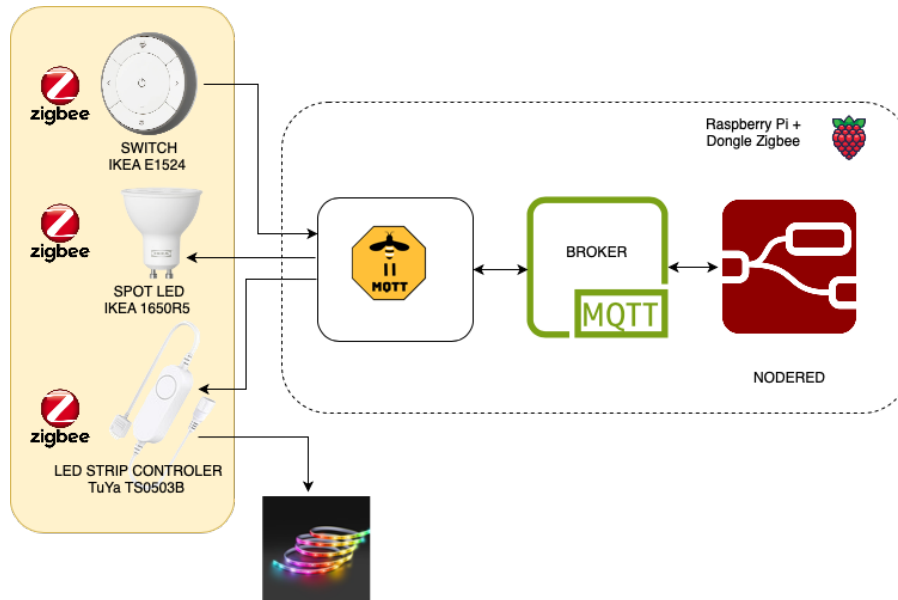 zigbee
SWITCH
IKEA E1524
zigbee
SPOT LED
IKEA 1650R5
zigbee
LED STRIP CONTROLER
TuYa TS0503B
MQTT
BROKER
MQTT
NODERED
Raspberry Pi +
Dongle Zigbee